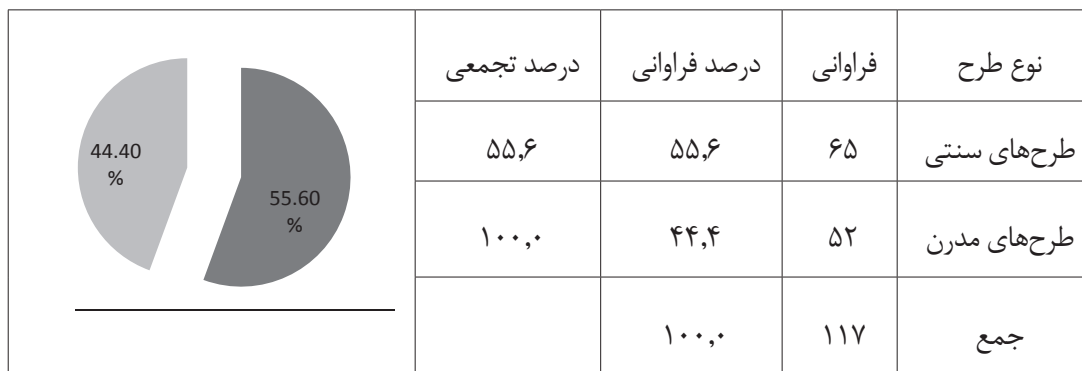 نوع طرح فراوانی درصد فراوانی درصد تجمعی
طرح‌های سنتی ۶۵ ۵۵٫۶ ۵۵٫۶
طرح‌های مدرن ۵۲ ۴۴٫۴ ۱۰۰٫۰
جمع ۱۱۷ ۱۰۰٫۰
44.40
%
55.60
%